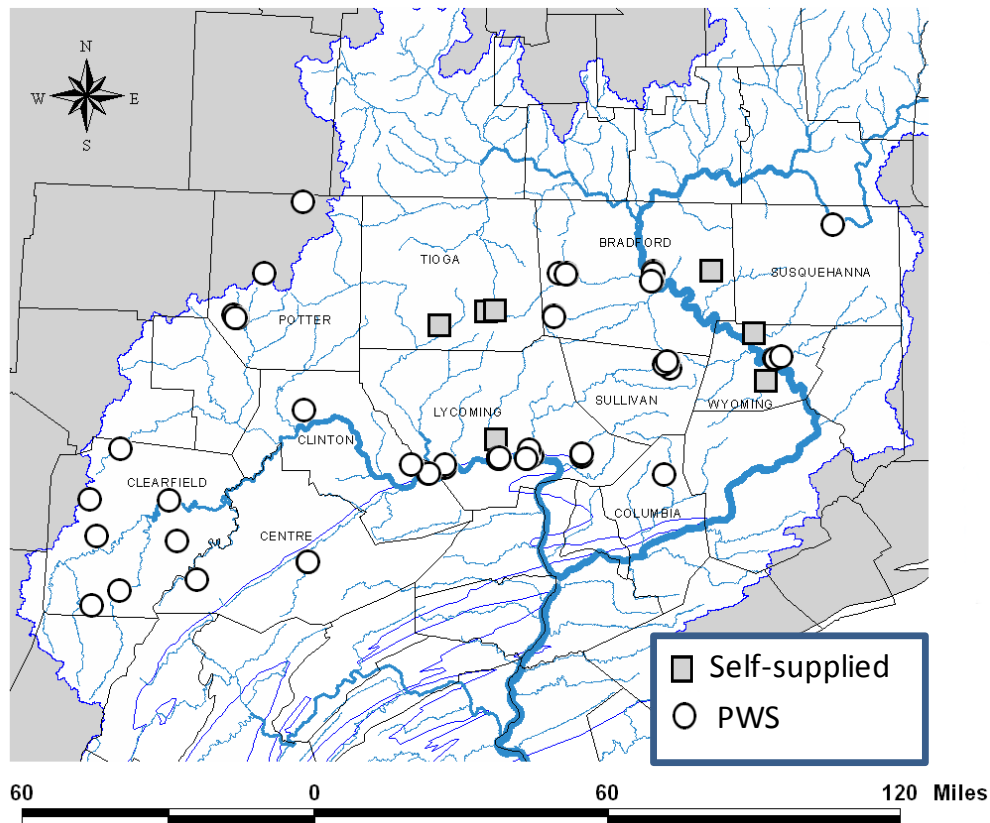 N
W E
S
BRADFORD
TIOGA
SUSQUEHANNA
POTTER
SULLIVAN
WYOMING
LYCOMING
CLINTON
CLEARFIELD
COLUMBIA
CENTRE
Self-supplied
PWS
60 0 60 120 Miles